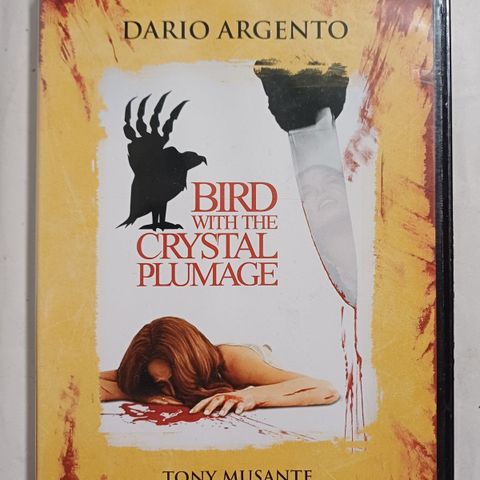 DARIO ARGENTO
BIRD
WITH THE
CRYSTAL
PLUMAGE
TONY MUSANTE